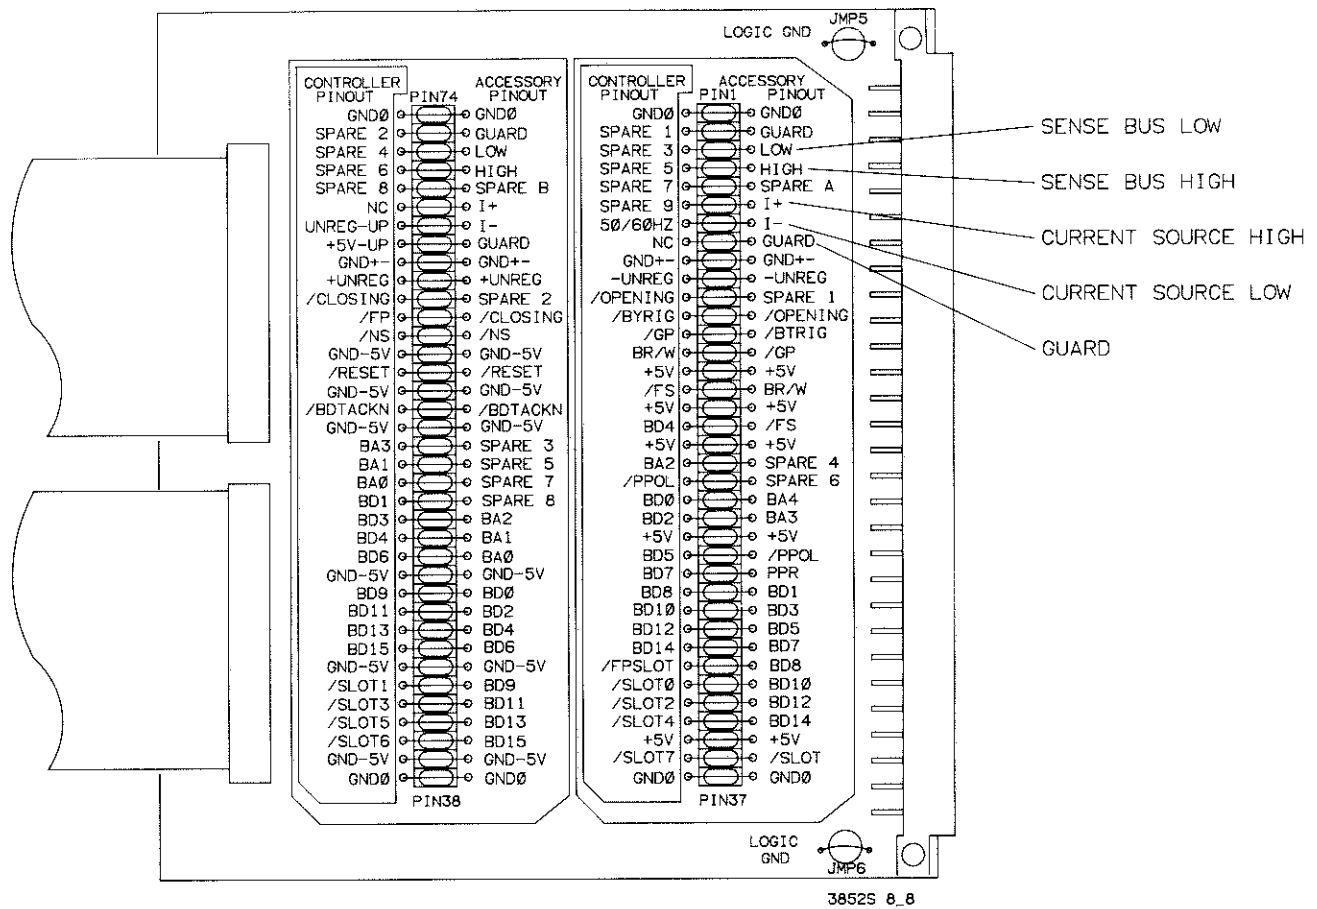 JMP5
LOGIC GND
CONTROLLER ACCESSORY
PINOUT PIN74 PINOUT
GNDØ GNDØ
SPARE 2 GUARD
SPARE 4 LOW
SPARE 6 HIGH
SPARE 8 SPARE B
NC I+
UNREG-UP I-
+5V-UP GUARD
GND+- GND+-
+UNREG +UNREG
/CLOSING SPARE 2
/FP /CLOSING
/NS /NS
GND-5V GND-5V
/RESET /RESET
GND-5V GND-5V
/BDTACKN /BDTACKN
GND-5V GND-5V
BA3 SPARE 3
BA1 SPARE 5
BAØ SPARE 7
BD1 SPARE 8
BD3 BA2
BD4 BA1
BD6 BAØ
GND-5V GND-5V
BD9 BDØ
BD11 BD2
BD13 BD4
BD15 BD6
GND-5V GND-5V
/SLOT1 BD9
/SLOT3 BD11
/SLOT5 BD13
/SLOT6 BD15
GND-5V GND-5V
GNDØ GNDØ
PIN38
CONTROLLER ACCESSORY
PINOUT PIN1 PINOUT
GNDØ GNDØ
SPARE 1 GUARD
SPARE 3 LOW
SPARE 5 HIGH
SPARE 7 SPARE A
SPARE 9 I+
50/60HZ I-
NC GUARD
GND+- GND+-
-UNREG -UNREG
/OPENING SPARE 1
/BYRIG /OPENING
/GP /BTRIG
BR/W /GP
+5V +5V
/FS BR/W
+5V +5V
BD4 /FS
+5V +5V
BA2 SPARE 4
/PPOL SPARE 6
BDØ BA4
BD2 BA3
+5V +5V
BD5 /PPOL
BD7 PPR
BD8 BD1
BD1Ø BD3
BD12 BD5
BD14 BD7
/FPSLOT BD8
/SLOTØ BD1Ø
/SLOT2 BD12
/SLOT4 BD14
+5V +5V
/SLOT7 /SLOT
GNDØ GNDØ
PIN37
SENSE BUS LOW
SENSE BUS HIGH
CURRENT SOURCE HIGH
CURRENT SOURCE LOW
GUARD
LOGIC
GND
JMP6
3852S 8_8